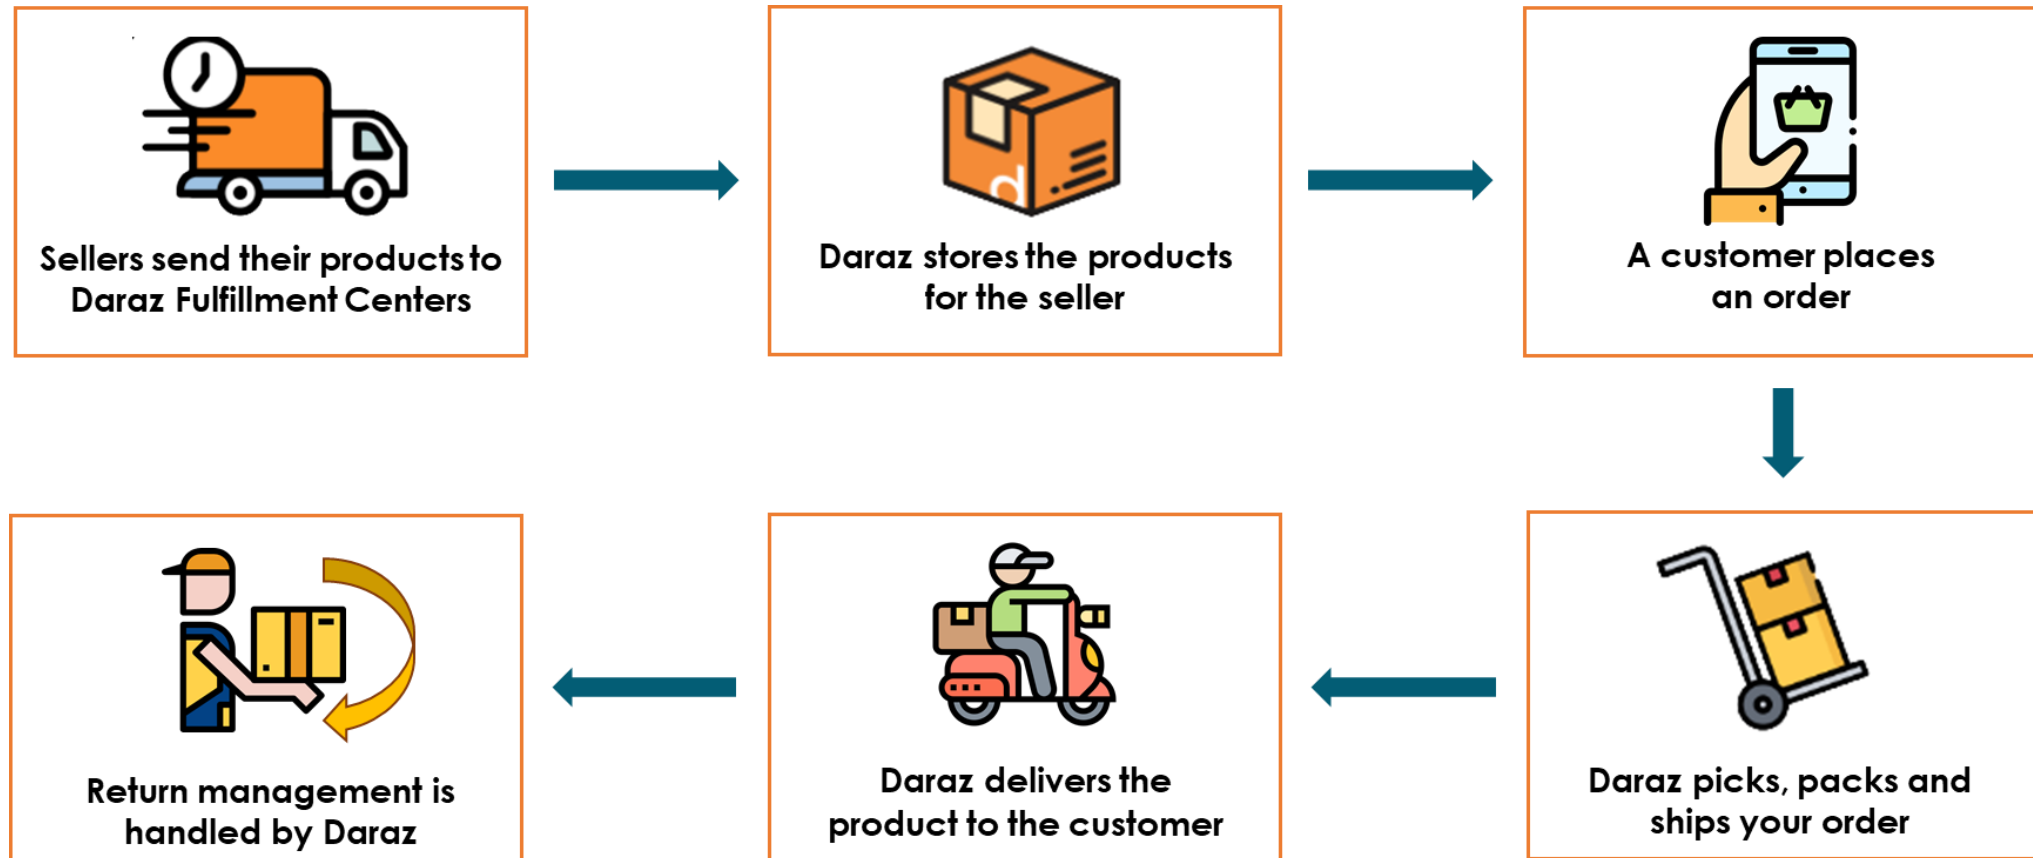 Sellers send their products to
Daraz Fulfillment Centers
d
Daraz stores the products
for the seller
A customer places
an order
Return management is
handled by Daraz
Daraz delivers the
product to the customer
Daraz picks, packs and
ships your order